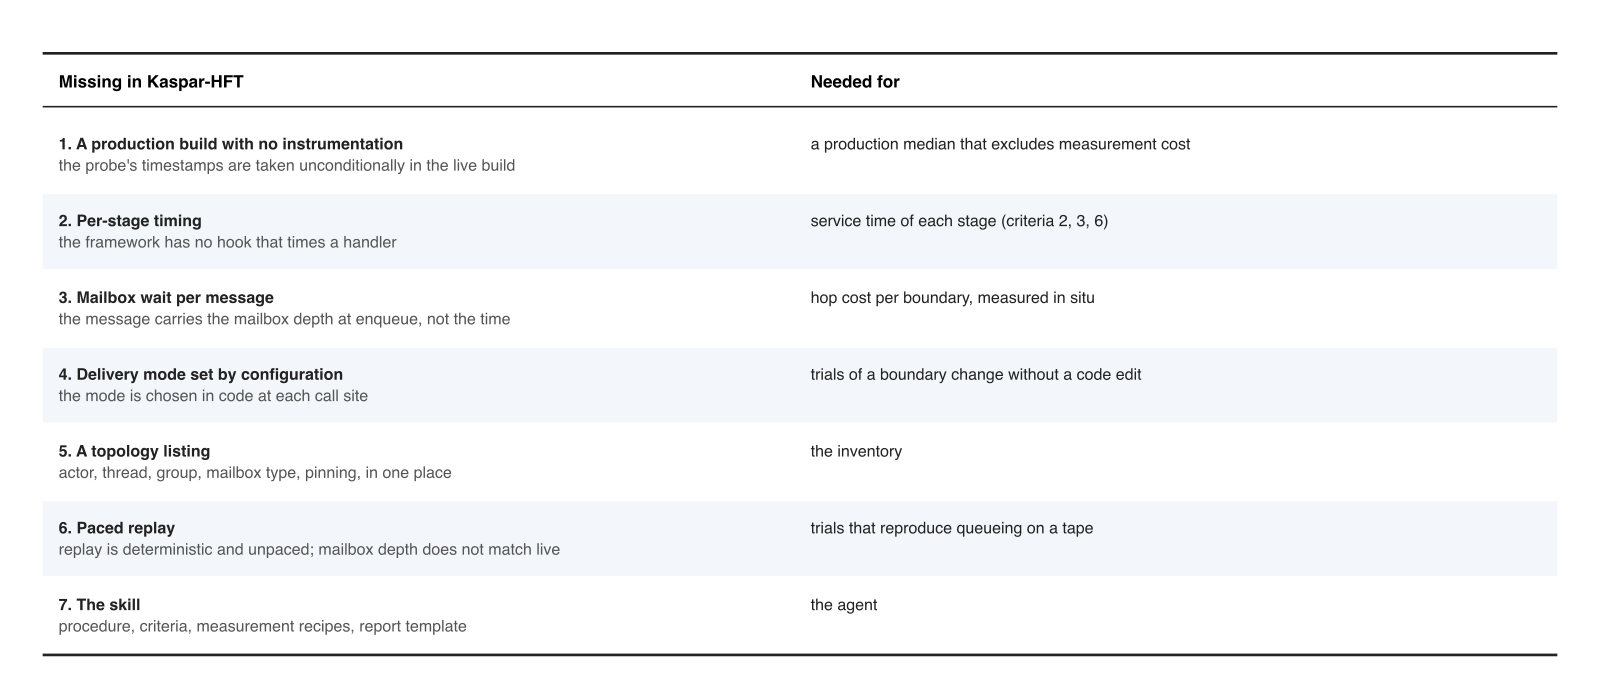 Missing in Kaspar-HFT
Needed for
1. A production build with no instrumentation
a production median that excludes measurement cost
the probe's timestamps are taken unconditionally in the live build
2. Per-stage timing
service time of each stage (criteria 2, 3, 6)
the framework has no hook that times a handler
3. Mailbox wait per message
hop cost per boundary, measured in situ
the message carries the mailbox depth at enqueue, not the time
4. Delivery mode set by configuration
trials of a boundary change without a code edit
the mode is chosen in code at each call site
5. A topology listing
the inventory
actor, thread, group, mailbox type, pinning, in one place
6. Paced replay
trials that reproduce queueing on a tape
replay is deterministic and unpaced; mailbox depth does not match live
7. The skill
the agent
procedure, criteria, measurement recipes, report template